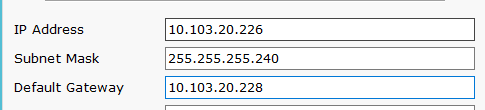 IP Address 10.103.20.226
Subnet Mask 255.255.255.240
Default Gateway 10.103.20.228